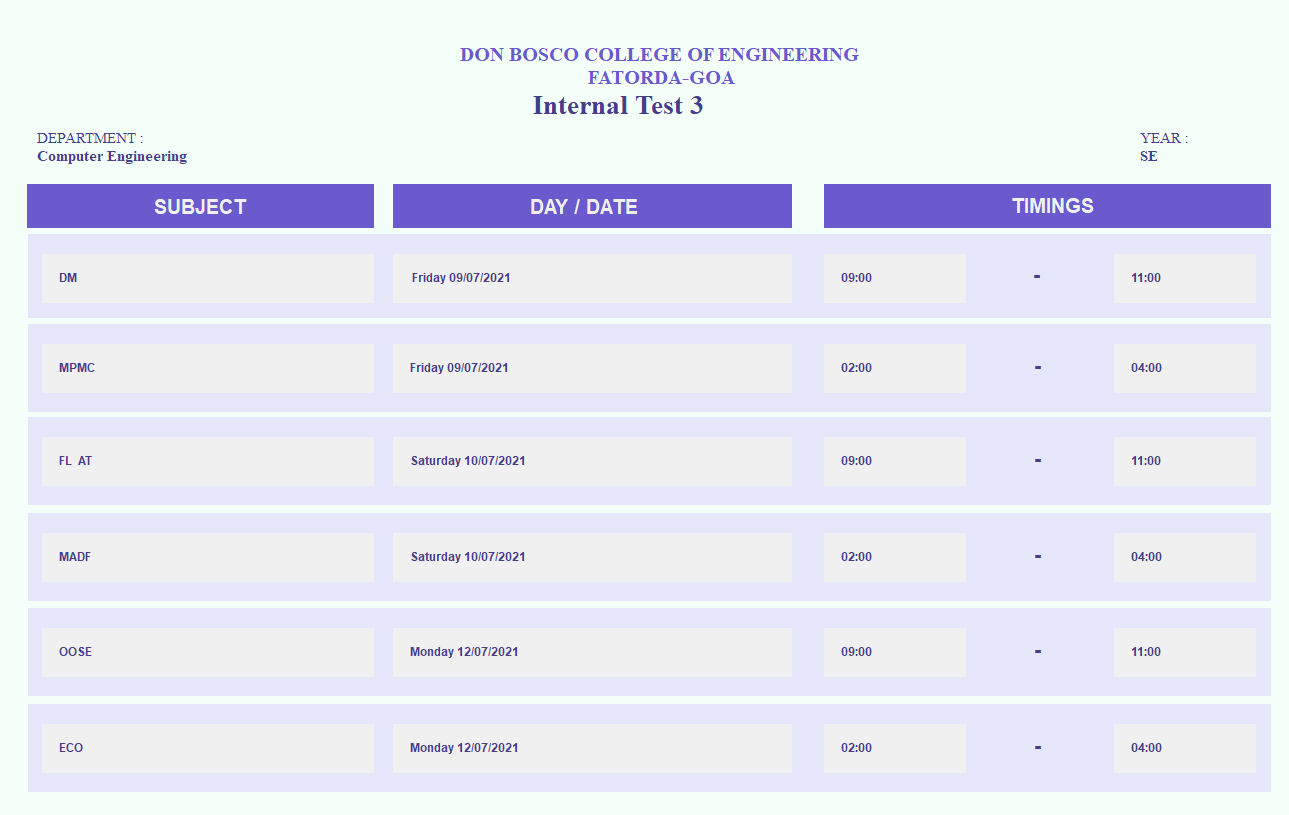 DON BOSCO COLLEGE OF ENGINEERING
FATORDA-GOA
Internal Test 3
DEPARTMENT : YEAR :
Computer Engineering SE
SUBJECT DAY / DATE TIMINGS
DM Friday 09/07/2021 09:00 - 11:00
MPMC Friday 09/07/2021 02:00 - 04:00
FL AT Saturday 10/07/2021 09:00 - 11:00
MADF Saturday 10/07/2021 02:00 - 04:00
OOSE Monday 12/07/2021 09:00 - 11:00
ECO Monday 12/07/2021 02:00 - 04:00